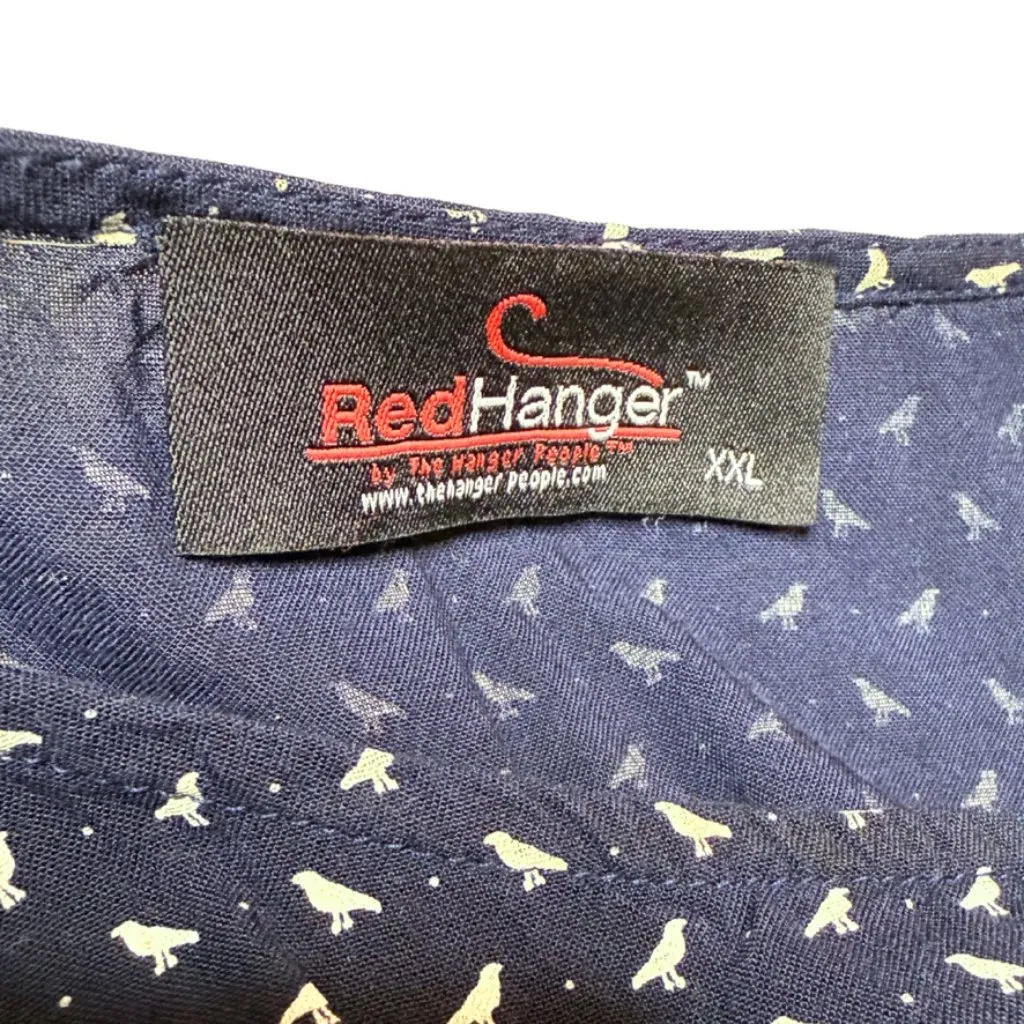 RedHanger™
by The Hanger People™
www.thehangerpeople.com
XXL